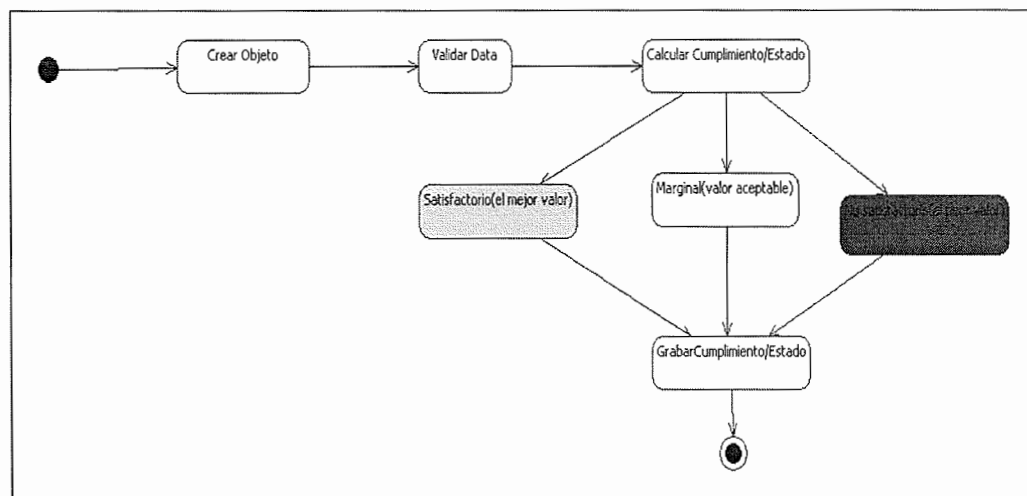 Crear Objeto
Validar Data
Calcular Cumplimiento/Estado
Satisfactorio(el mejor valor)
Marginal(valor aceptable)
GrabarCumplimiento/Estado